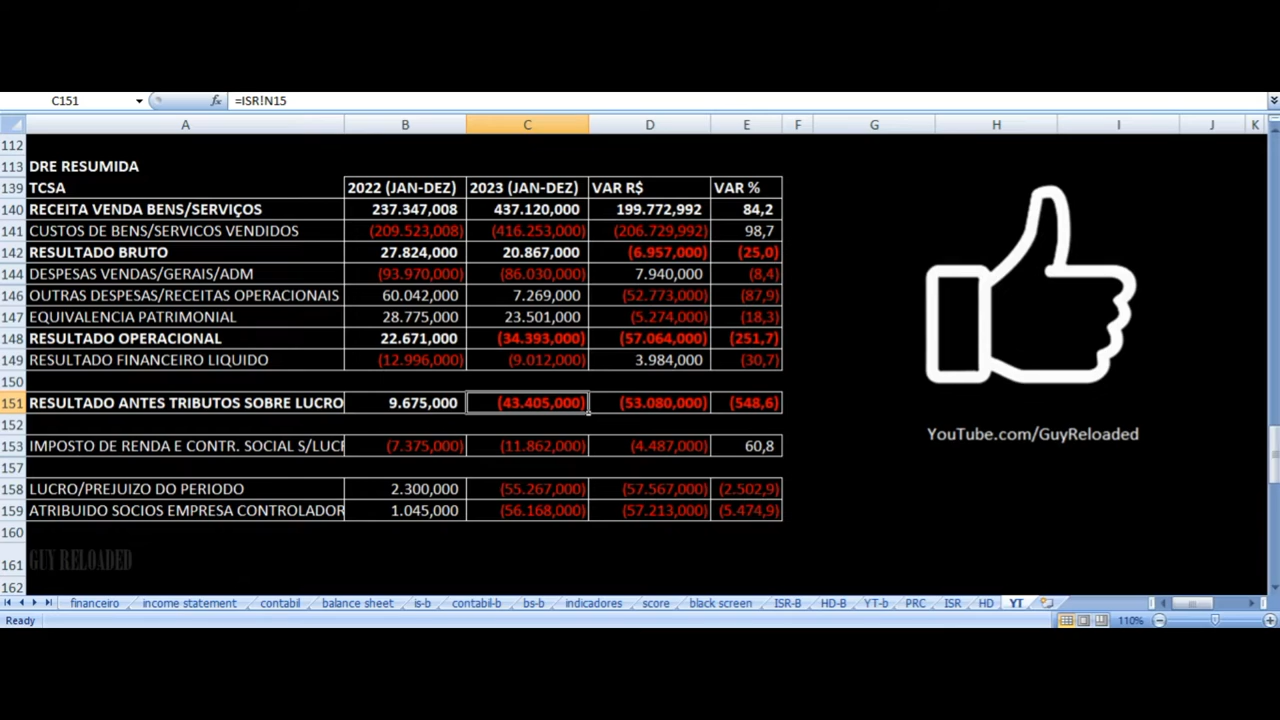 C151 fx =ISR!N15
A B C D E F G H I J K
112
113 DRE RESUMIDA
139 TCSA 2022 (JAN-DEZ) 2023 (JAN-DEZ) VAR R$ VAR %
140 RECEITA VENDA BENS/SERVIÇOS 237.347,008 437.120,000 199.772,992 84,2
141 CUSTOS DE BENS/SERVICOS VENDIDOS (209.523,008) (416.253,000) (206.729,992) 98,7
142 RESULTADO BRUTO 27.824,000 20.867,000 (6.957,000) (25,0)
144 DESPESAS VENDAS/GERAIS/ADM (93.970,000) (86.030,000) 7.940,000 (8,4)
146 OUTRAS DESPESAS/RECEITAS OPERACIONAIS 60.042,000 7.269,000 (52.773,000) (87,9)
147 EQUIVALENCIA PATRIMONIAL 28.775,000 23.501,000 (5.274,000) (18,3)
148 RESULTADO OPERACIONAL 22.671,000 (34.393,000) (57.064,000) (251,7)
149 RESULTADO FINANCEIRO LIQUIDO (12.996,000) (9.012,000) 3.984,000 (30,7)
150
151 RESULTADO ANTES TRIBUTOS SOBRE LUCRO 9.675,000 (43.405,000) (53.080,000) (548,6)
152
153 IMPOSTO DE RENDA E CONTR. SOCIAL S/LUCR (7.375,000) (11.862,000) (4.487,000) 60,8
157
158 LUCRO/PREJUIZO DO PERIODO 2.300,000 (55.267,000) (57.567,000) (2.502,9)
159 ATRIBUIDO SOCIOS EMPRESA CONTROLADOR 1.045,000 (56.168,000) (57.213,000) (5.474,9)
160
161 GUY RELOADED
162
YouTube.com/GuyReloaded
financeiro income statement contabil balance sheet is-b contabil-b bs-b indicadores score black screen ISR-B HD-B YT-b PRC ISR HD YT
Ready 110%